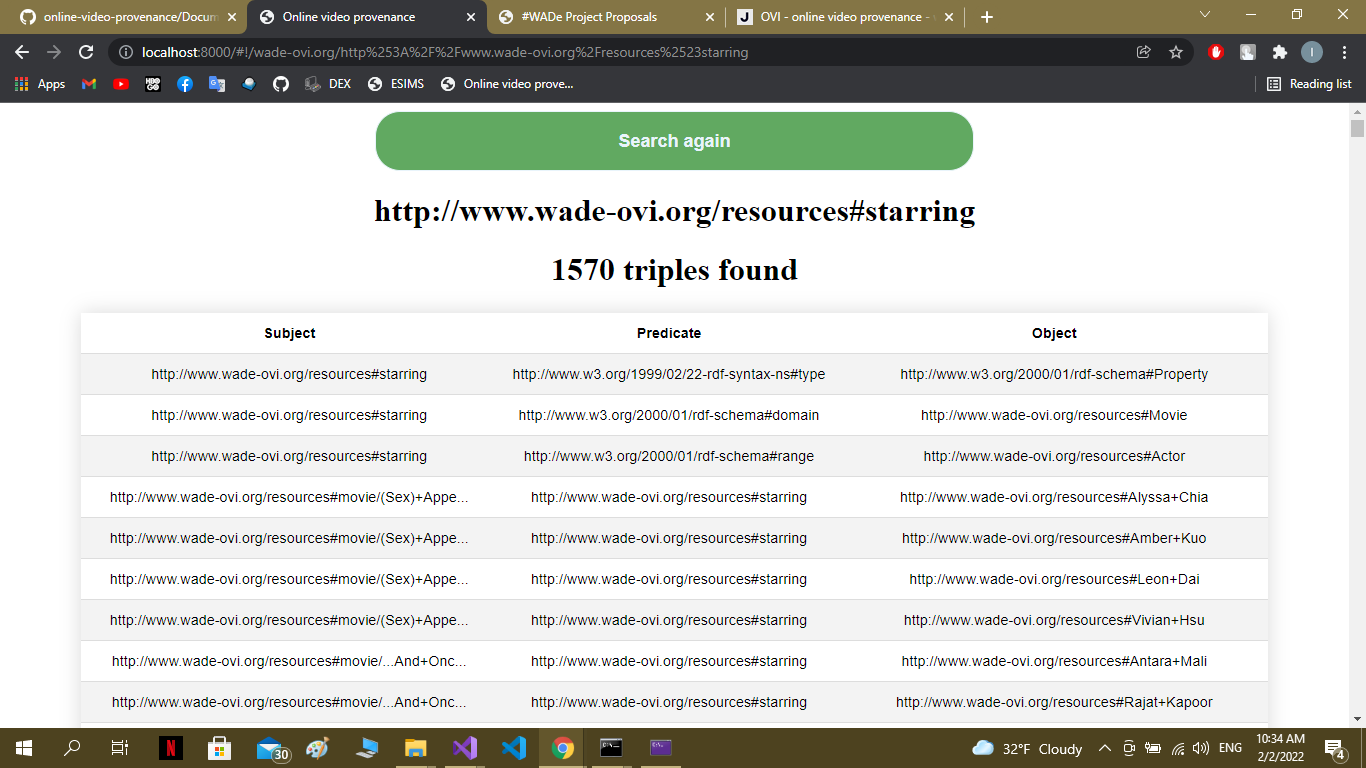 online-video-provenance/Docum
Online video provenance
#WADe Project Proposals
OVI - online video provenance -
localhost:8000/#!/wade-ovi.org/http%253A%2F%2Fwww.wade-ovi.org%2Fresources%2523starring
Apps
DEX
ESIMS
Online video prove...
Reading list
Search again
http://www.wade-ovi.org/resources#starring
1570 triples found
Subject Predicate Object
http://www.wade-ovi.org/resources#starring http://www.w3.org/1999/02/22-rdf-syntax-ns#type http://www.w3.org/2000/01/rdf-schema#Property
http://www.wade-ovi.org/resources#starring http://www.w3.org/2000/01/rdf-schema#domain http://www.wade-ovi.org/resources#Movie
http://www.wade-ovi.org/resources#starring http://www.w3.org/2000/01/rdf-schema#range http://www.wade-ovi.org/resources#Actor
http://www.wade-ovi.org/resources#movie/(Sex)+Appe... http://www.wade-ovi.org/resources#starring http://www.wade-ovi.org/resources#Alyssa+Chia
http://www.wade-ovi.org/resources#movie/(Sex)+Appe... http://www.wade-ovi.org/resources#starring http://www.wade-ovi.org/resources#Amber+Kuo
http://www.wade-ovi.org/resources#movie/(Sex)+Appe... http://www.wade-ovi.org/resources#starring http://www.wade-ovi.org/resources#Leon+Dai
http://www.wade-ovi.org/resources#movie/(Sex)+Appe... http://www.wade-ovi.org/resources#starring http://www.wade-ovi.org/resources#Vivian+Hsu
http://www.wade-ovi.org/resources#movie/...And+Onc... http://www.wade-ovi.org/resources#starring http://www.wade-ovi.org/resources#Antara+Mali
http://www.wade-ovi.org/resources#movie/...And+Onc... http://www.wade-ovi.org/resources#starring http://www.wade-ovi.org/resources#Rajat+Kapoor
30
32°F Cloudy
ENG
10:34 AM
2/2/2022
4